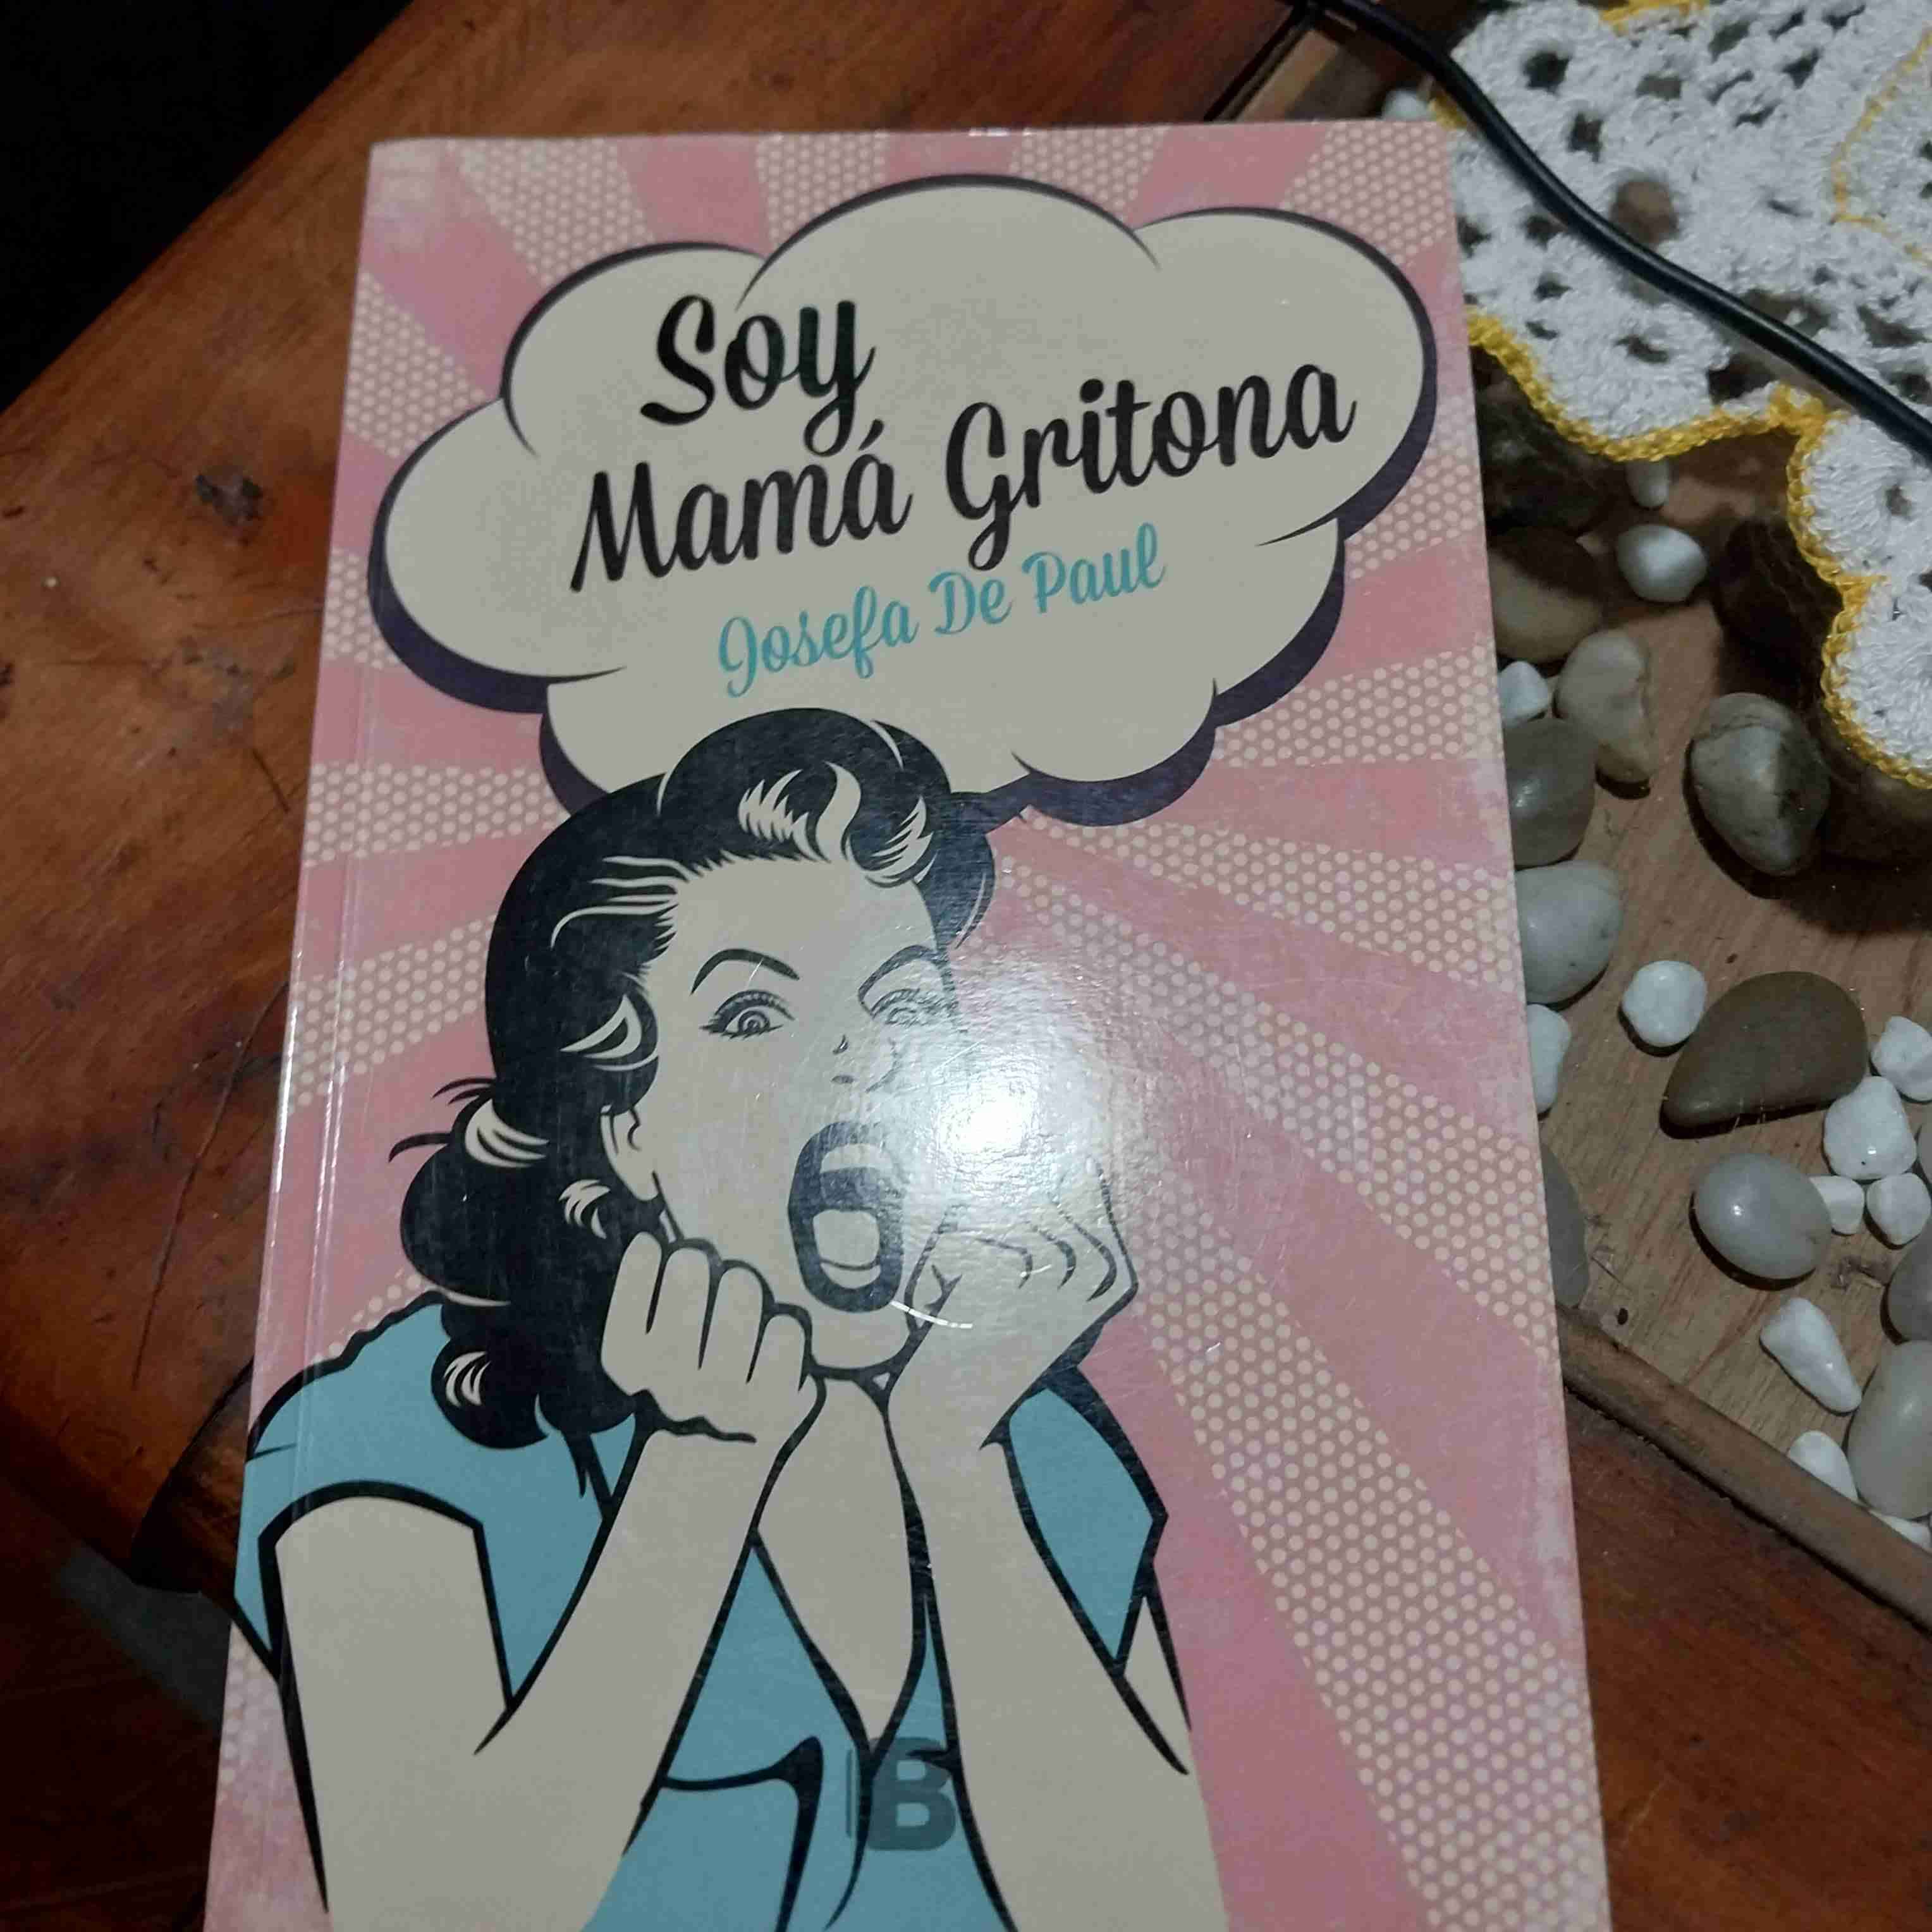 Soy
Mamá Gritona
Josefa De Paul
B